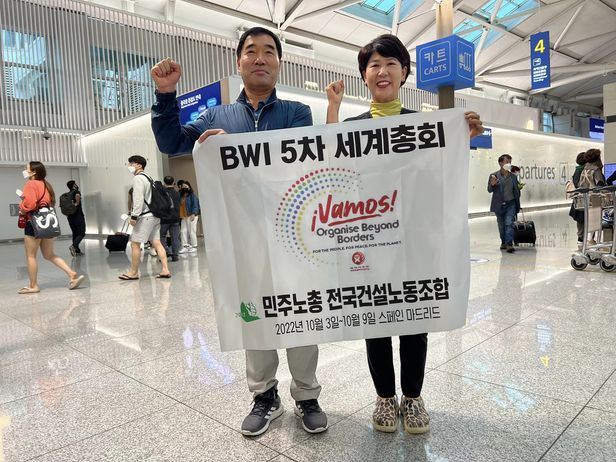 카트
CARTS
4
Departures
BWI 5차 세계총회
¡Vamos!
Organise Beyond
Borders
FOR THE PEOPLE. FOR PEACE. FOR THE PLANET.
민주노총 전국건설노동조합
2022년 10월 3일~10월 9일 스페인 마드리드